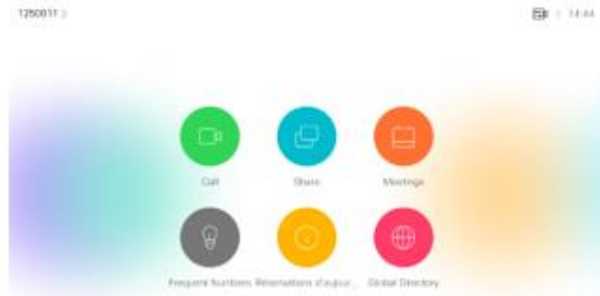 1250011
14:44
Call
Share
Meetings
Frequent Numbers
Réservations d'aujour...
Global Directory